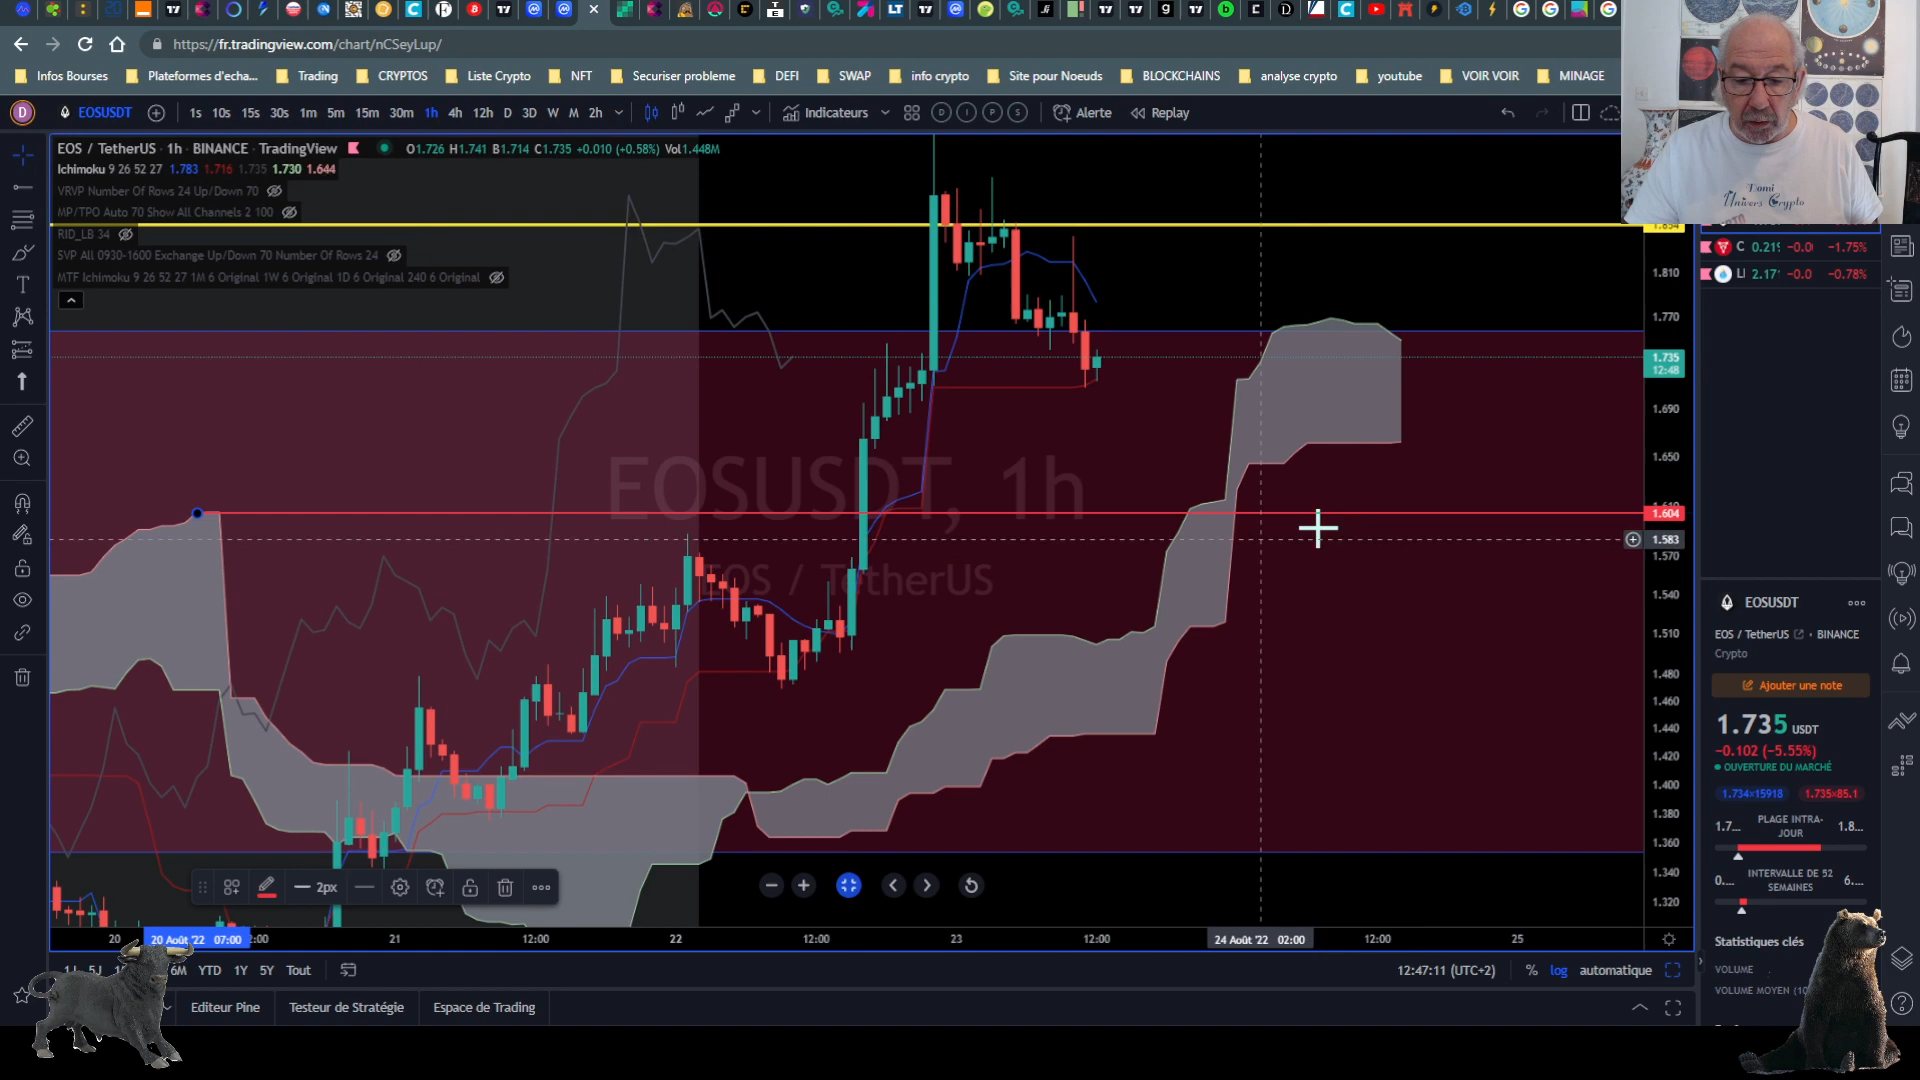 https://fr.tradingview.com/chart/nCSeyLup/
Infos Bourses Plateformes d'echa... Trading CRYPTOS Liste Crypto NFT Securiser probleme DEFI SWAP info crypto Site pour Noeuds BLOCKCHAINS analyse crypto youtube VOIR VOIR MINAGE
D EOSUSDT 1s 10s 15s 30s 1m 5m 15m 30m 1h 4h 12h D 3D W M 2h Indicateurs D I P S Alerte Replay
EOS / TetherUS · 1h · BINANCE · TradingView O1.726 H1.741 B1.714 C1.735 +0.010 (+0.58%) Vol1.448M
Ichimoku 9 26 52 27 1.783 1.716 1.735 1.730 1.644
VRVP Number Of Rows 24 Up/Down 70
MP/TPO Auto 70 Show All Channels 2 100
RID_LB 34
SVP All 0930-1600 Exchange Up/Down 70 Number Of Rows 24
MTF Ichimoku 9 26 52 27 1M 6 Original 1W 6 Original 1D 6 Original 240 6 Original
Domi
Univers Crypto
C 0.219 -0.0 -1.75%
LI 2.17 -0.0 -0.78%
1.834
1.810
1.770
1.735
12:48
1.690
1.650
1.604
1.583
1.570
1.540
1.510
1.480
1.460
1.440
1.420
1.400
1.380
1.360
1.340
1.320
EOSUSDT, 1h
EOS / TetherUS
2px
20 20 Août '22 07:00 2:00 21 12:00 22 12:00 23 12:00 24 Août '22 02:00 12:00 25
1J 5J 6M YTD 1Y 5Y Tout
12:47:11 (UTC+2) % log automatique
Editeur Pine Testeur de Stratégie Espace de Trading
EOSUSDT
EOS / TetherUS · BINANCE
Crypto
Ajouter une note
1.735 USDT
−0.102 (−5.55%)
OUVERTURE DU MARCHÉ
1.734×15918 1.735×85.1
1.7... PLAGE INTRA-JOUR 1.8...
0.... INTERVALLE DE 52 SEMAINES 6....
Statistiques clés
VOLUME
VOLUME MOYEN (10